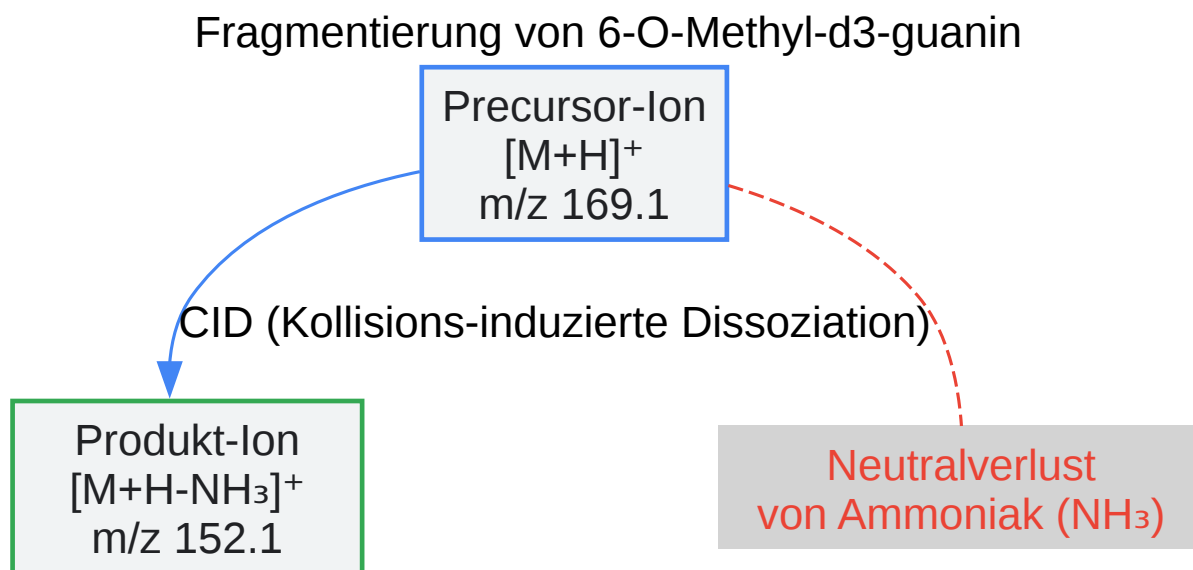 Fragmentierung von 6-O-Methyl-d3-guanin
Precursor-Ion
[M+H]⁺
m/z 169.1
CID (Kollisions-induzierte Dissoziation)
Produkt-Ion
[M+H-NH₃]⁺
m/z 152.1
Neutralverlust
von Ammoniak (NH₃)